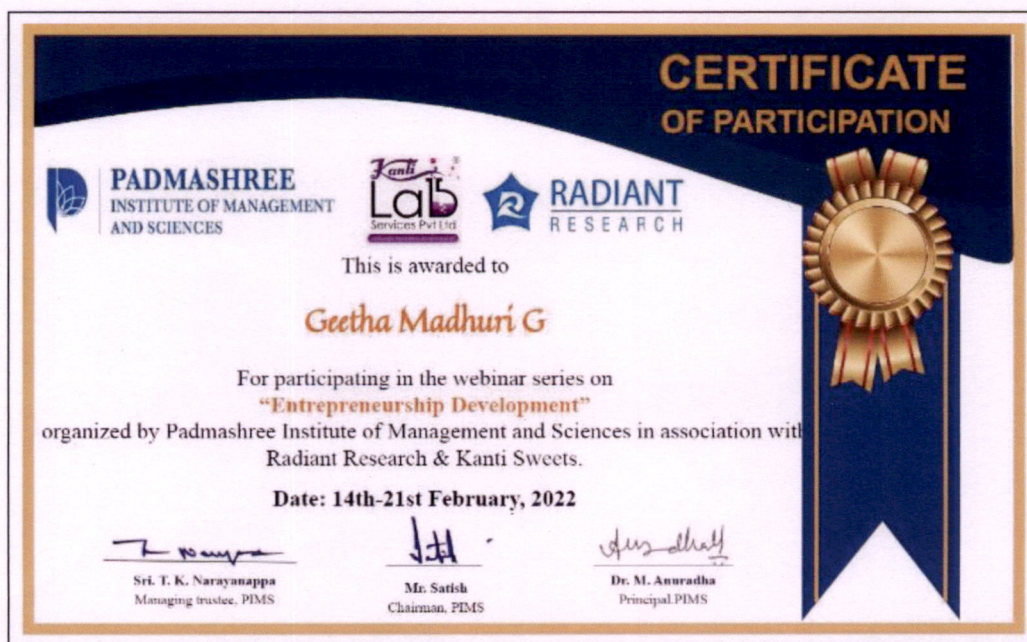 CERTIFICATE
OF PARTICIPATION
PADMASHREE
INSTITUTE OF MANAGEMENT
AND SCIENCES
Kanti
Lab
Services Pvt Ltd
RADIANT
RESEARCH
This is awarded to
Geetha Madhuri G
For participating in the webinar series on
“Entrepreneurship Development”
organized by Padmashree Institute of Management and Sciences in association with
Radiant Research & Kanti Sweets.
Date: 14th-21st February, 2022
Sri. T. K. Narayanappa
Managing trustee, PIMS
Mr. Satish
Chairman, PIMS
Dr. M. Anuradha
Principal.PIMS